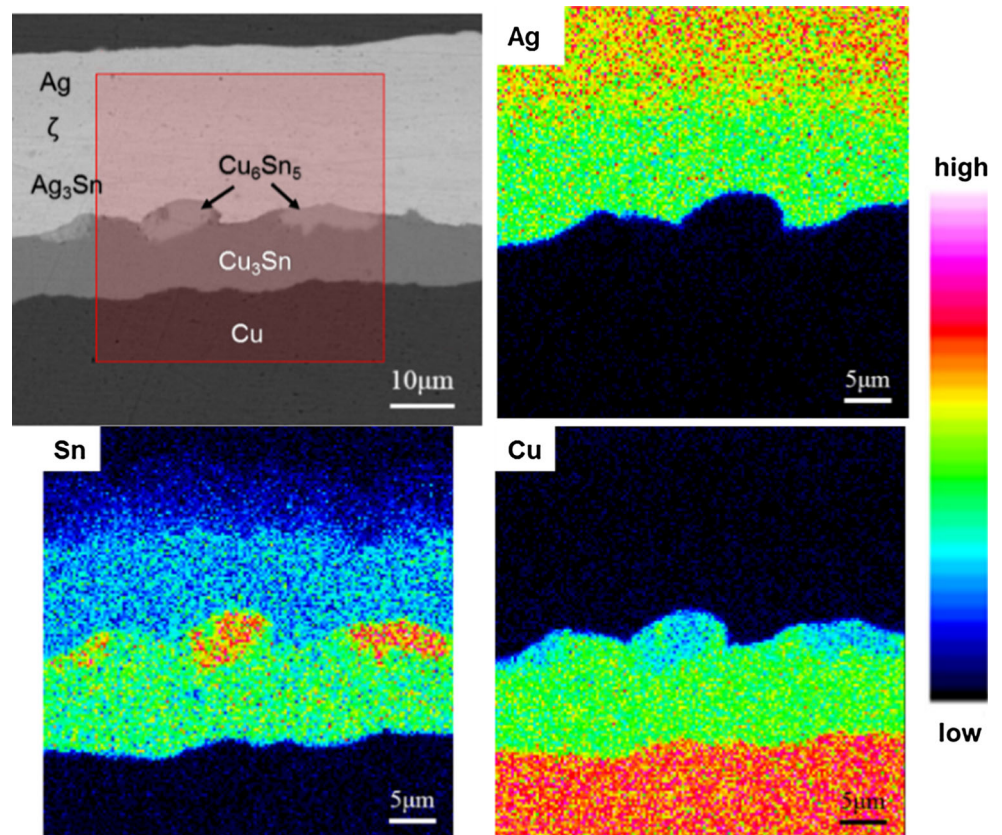 Ag
ζ
Ag₃Sn
Cu₆Sn₅
Cu₃Sn
Cu
10μm
Ag
5μm
high
low
Sn
5μm
Cu
5μm